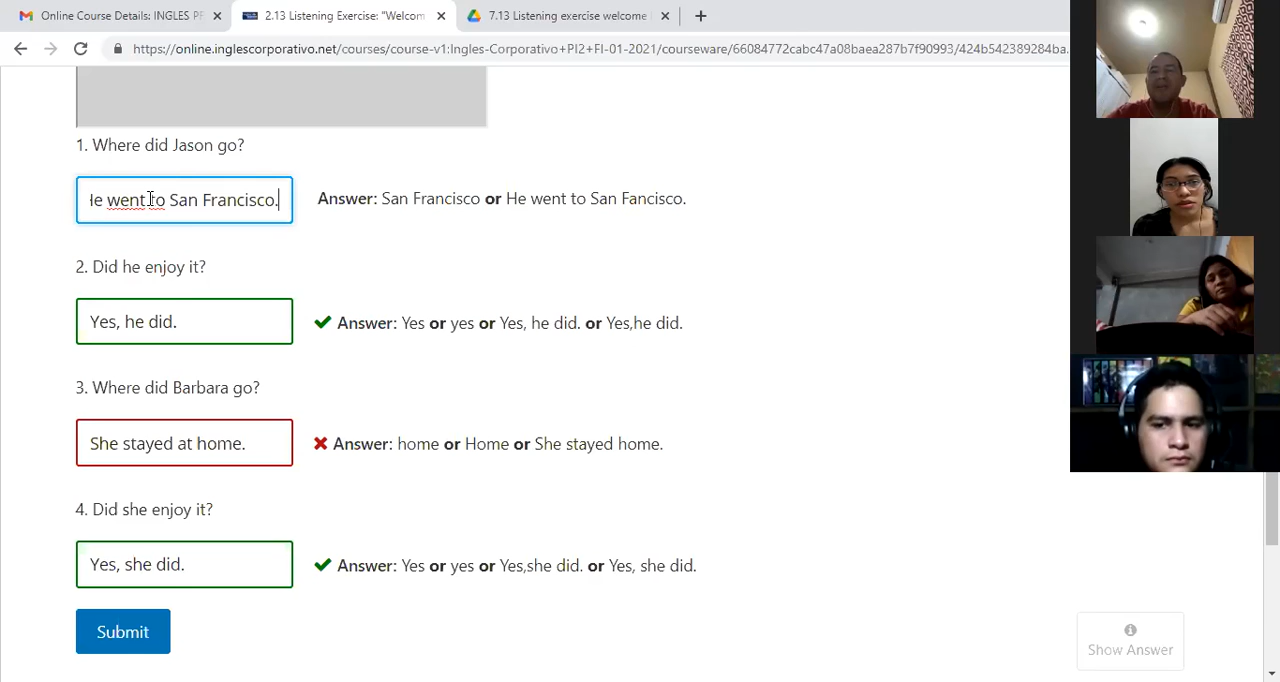 Online Course Details: INGLES PF
2.13 Listening Exercise: "Welcom
7.13 Listening exercise welcome
https://online.inglescorporativo.net/courses/course-v1:Ingles-Corporativo+PI2+FI-01-2021/courseware/66084772cabc47a08baea287b7f90993/424b542389284ba.
1. Where did Jason go?
He went to San Francisco.
Answer: San Francisco or He went to San Fancisco.
2. Did he enjoy it?
Yes, he did.
Answer: Yes or yes or Yes, he did. or Yes,he did.
3. Where did Barbara go?
She stayed at home.
Answer: home or Home or She stayed home.
4. Did she enjoy it?
Yes, she did.
Answer: Yes or yes or Yes,she did. or Yes, she did.
Submit
Show Answer